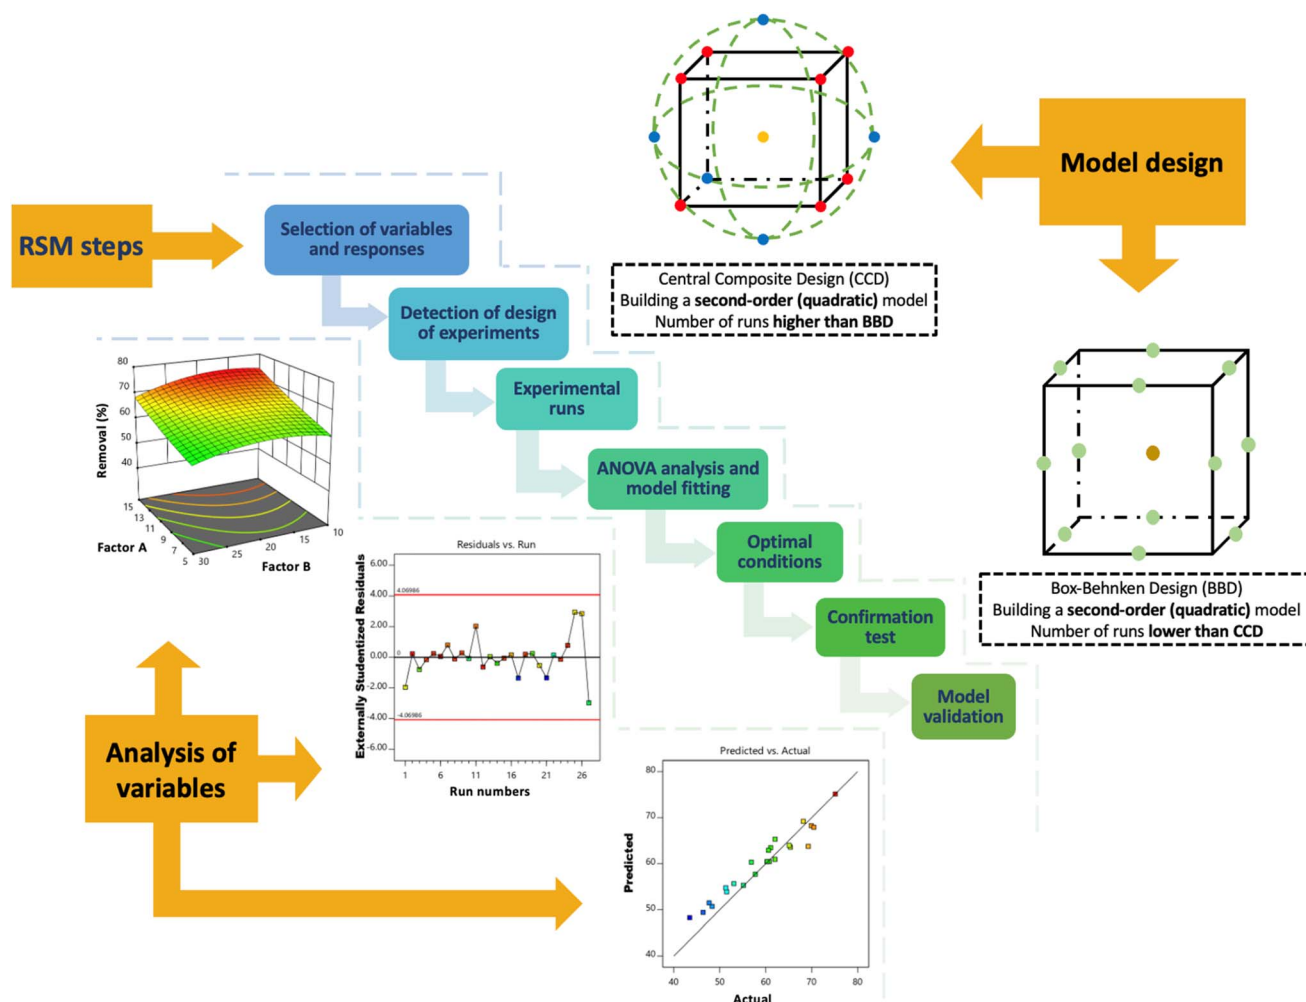 RSM steps
Selection of variables
and responses
Detection of design
of experiments
Experimental
runs
ANOVA analysis and
model fitting
Optimal
conditions
Confirmation
test
Model
validation
Model design
Central Composite Design (CCD)
Building a second-order (quadratic) model
Number of runs higher than BBD
Box-Behnken Design (BBD)
Building a second-order (quadratic) model
Number of runs lower than CCD
Removal (%)
80
70
60
50
40
15
13
11
9
7
5
30
25
20
15
10
Factor A
Factor B
Analysis of
variables
Residuals vs. Run
Externally Studentized Residuals
6.00
4.00
2.00
0.00
-2.00
-4.00
-6.00
4.06986
0
-4.06986
1
6
11
16
21
26
Run numbers
Predicted vs. Actual
Predicted
80
70
60
50
40
40
50
60
70
80
Actual